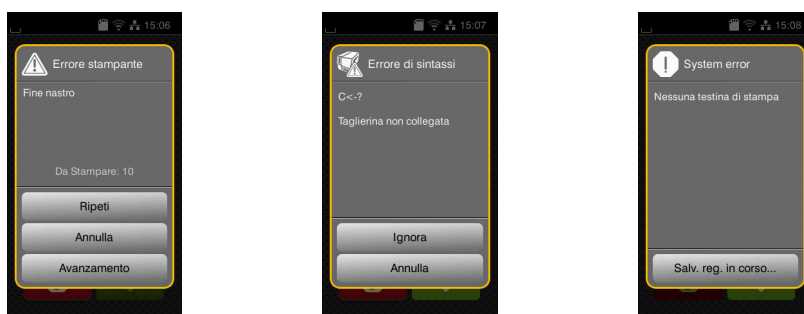 15:06
Errore stampante
Fine nastro
Da Stampare: 10
Ripeti
Annulla
Avanzamento
15:07
Errore di sintassi
C<-?
Taglierina non collegata
Ignora
Annulla
15:08
System error
Nessuna testina di stampa
Salv. reg. in corso...